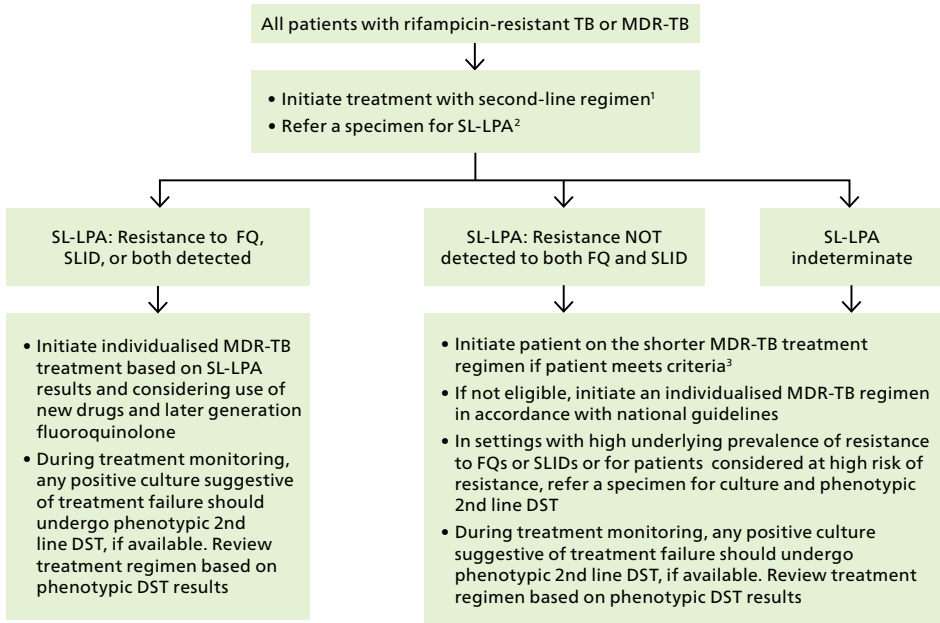 All patients with rifampicin-resistant TB or MDR-TB
• Initiate treatment with second-line regimen¹
• Refer a specimen for SL-LPA²
SL-LPA: Resistance to FQ,
SLID, or both detected
SL-LPA: Resistance NOT
detected to both FQ and SLID
SL-LPA
indeterminate
• Initiate individualised MDR-TB
treatment based on SL-LPA
results and considering use of
new drugs and later generation
fluoroquinolone
• During treatment monitoring,
any positive culture suggestive
of treatment failure should
undergo phenotypic 2nd
line DST, if available. Review
treatment regimen based on
phenotypic DST results
• Initiate patient on the shorter MDR-TB treatment
regimen if patient meets criteria³
• If not eligible, initiate an individualised MDR-TB regimen
in accordance with national guidelines
• In settings with high underlying prevalence of resistance
to FQs or SLIDs or for patients considered at high risk of
resistance, refer a specimen for culture and phenotypic
2nd line DST
• During treatment monitoring, any positive culture
suggestive of treatment failure should undergo
phenotypic 2nd line DST, if available. Review treatment
regimen based on phenotypic DST results